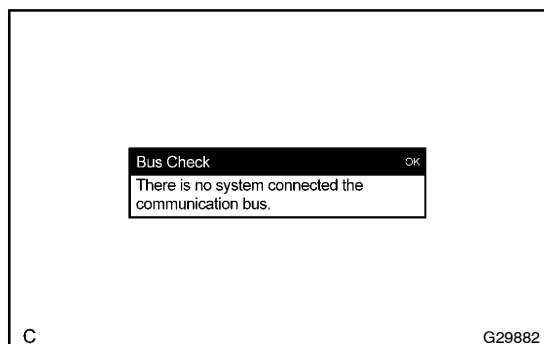 Bus Check OK
There is no system connected the
communication bus.
C G29882